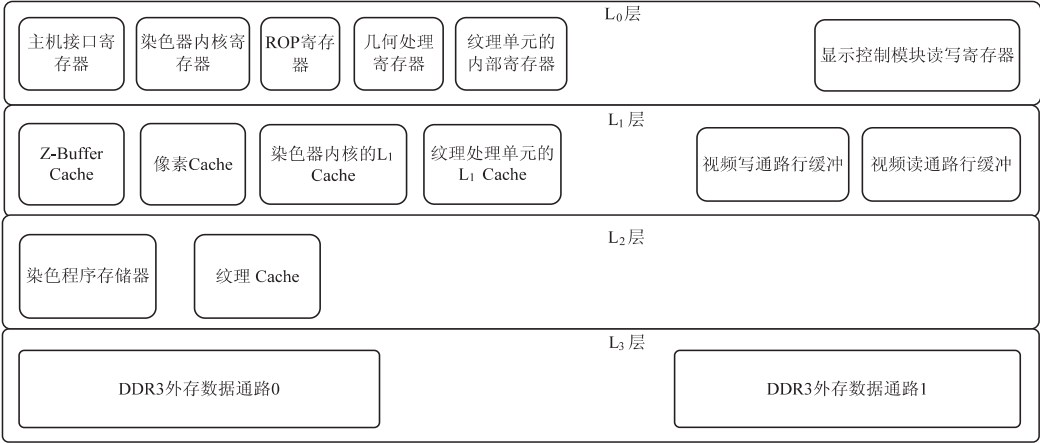 L₀层
主机接口寄
存器
染色器内核寄
存器
ROP寄存
器
几何处理
寄存器
纹理单元的
内部寄存器
显示控制模块读写寄存器
L₁层
Z-Buffer
Cache
像素Cache
染色器内核的L₁
Cache
纹理处理单元的
L₁ Cache
视频写通路行缓冲
视频读通路行缓冲
L₂层
染色程序存储器
纹理 Cache
L₃层
DDR3外存数据通路0
DDR3外存数据通路1